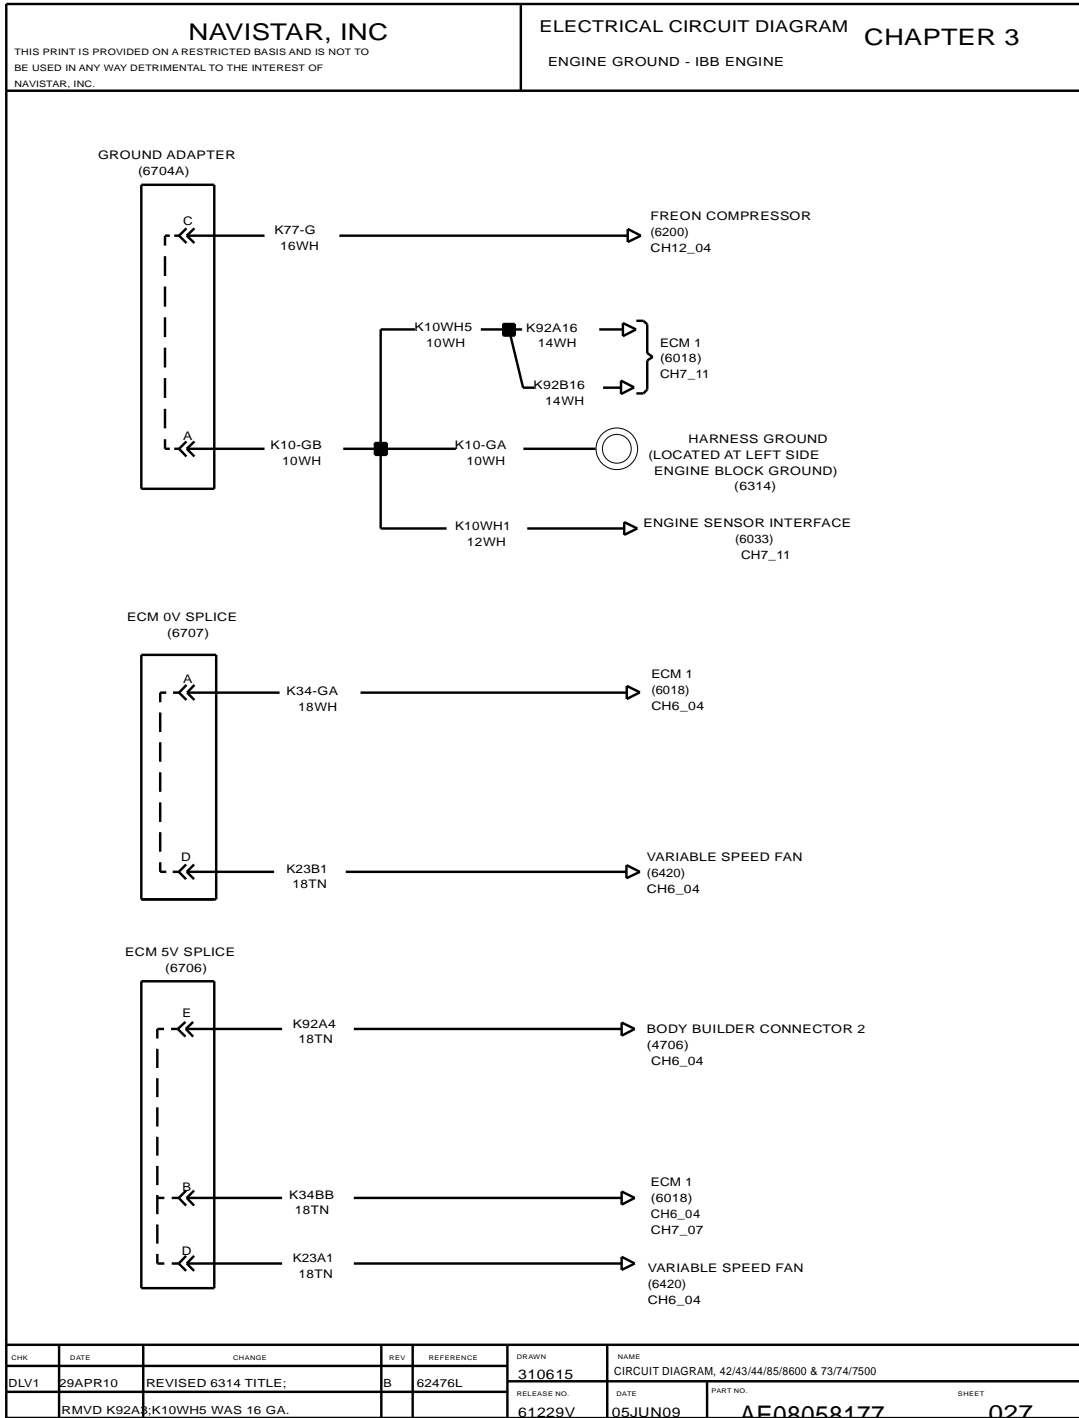 NAVISTAR, INC
THIS PRINT IS PROVIDED ON A RESTRICTED BASIS AND IS NOT TO
BE USED IN ANY WAY DETRIMENTAL TO THE INTEREST OF
NAVISTAR, INC.
ELECTRICAL CIRCUIT DIAGRAM
CHAPTER 3
ENGINE GROUND - IBB ENGINE
GROUND ADAPTER
(6704A)
C
K77-G
16WH
FREON COMPRESSOR
(6200)
CH12_04
K10WH5
10WH
K92A16
14WH
K92B16
14WH
ECM 1
(6018)
CH7_11
A
K10-GB
10WH
K10-GA
10WH
HARNESS GROUND
(LOCATED AT LEFT SIDE
ENGINE BLOCK GROUND)
(6314)
K10WH1
12WH
ENGINE SENSOR INTERFACE
(6033)
CH7_11
ECM 0V SPLICE
(6707)
A
K34-GA
18WH
ECM 1
(6018)
CH6_04
D
K23B1
18TN
VARIABLE SPEED FAN
(6420)
CH6_04
ECM 5V SPLICE
(6706)
E
K92A4
18TN
BODY BUILDER CONNECTOR 2
(4706)
CH6_04
B
K34BB
18TN
ECM 1
(6018)
CH6_04
CH7_07
D
K23A1
18TN
VARIABLE SPEED FAN
(6420)
CH6_04
CHK DATE CHANGE REV REFERENCE
DLV1 29APR10 REVISED 6314 TITLE; B 62476L
RMVD K92A3;K10WH5 WAS 16 GA.
DRAWN
310615
NAME
CIRCUIT DIAGRAM, 42/43/44/85/8600 & 73/74/7500
RELEASE NO.
61229V
DATE
05JUN09
PART NO.
AE08058177
SHEET
027